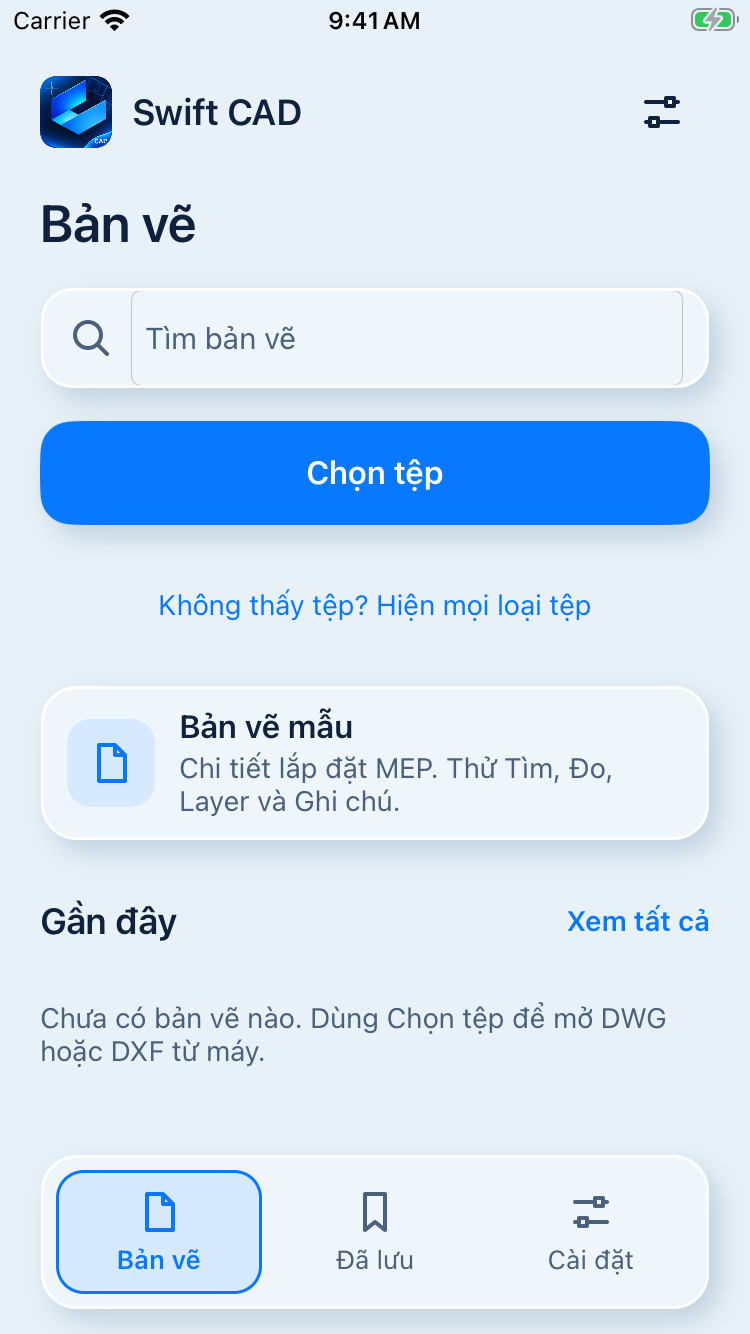 Carrier 9:41 AM
CAD
Swift CAD
Bản vẽ
Tìm bản vẽ
Chọn tệp
Không thấy tệp? Hiện mọi loại tệp
Bản vẽ mẫu
Chi tiết lắp đặt MEP. Thử Tìm, Đo,
Layer và Ghi chú.
Gần đây
Xem tất cả
Chưa có bản vẽ nào. Dùng Chọn tệp để mở DWG
hoặc DXF từ máy.
Bản vẽ
Đã lưu
Cài đặt